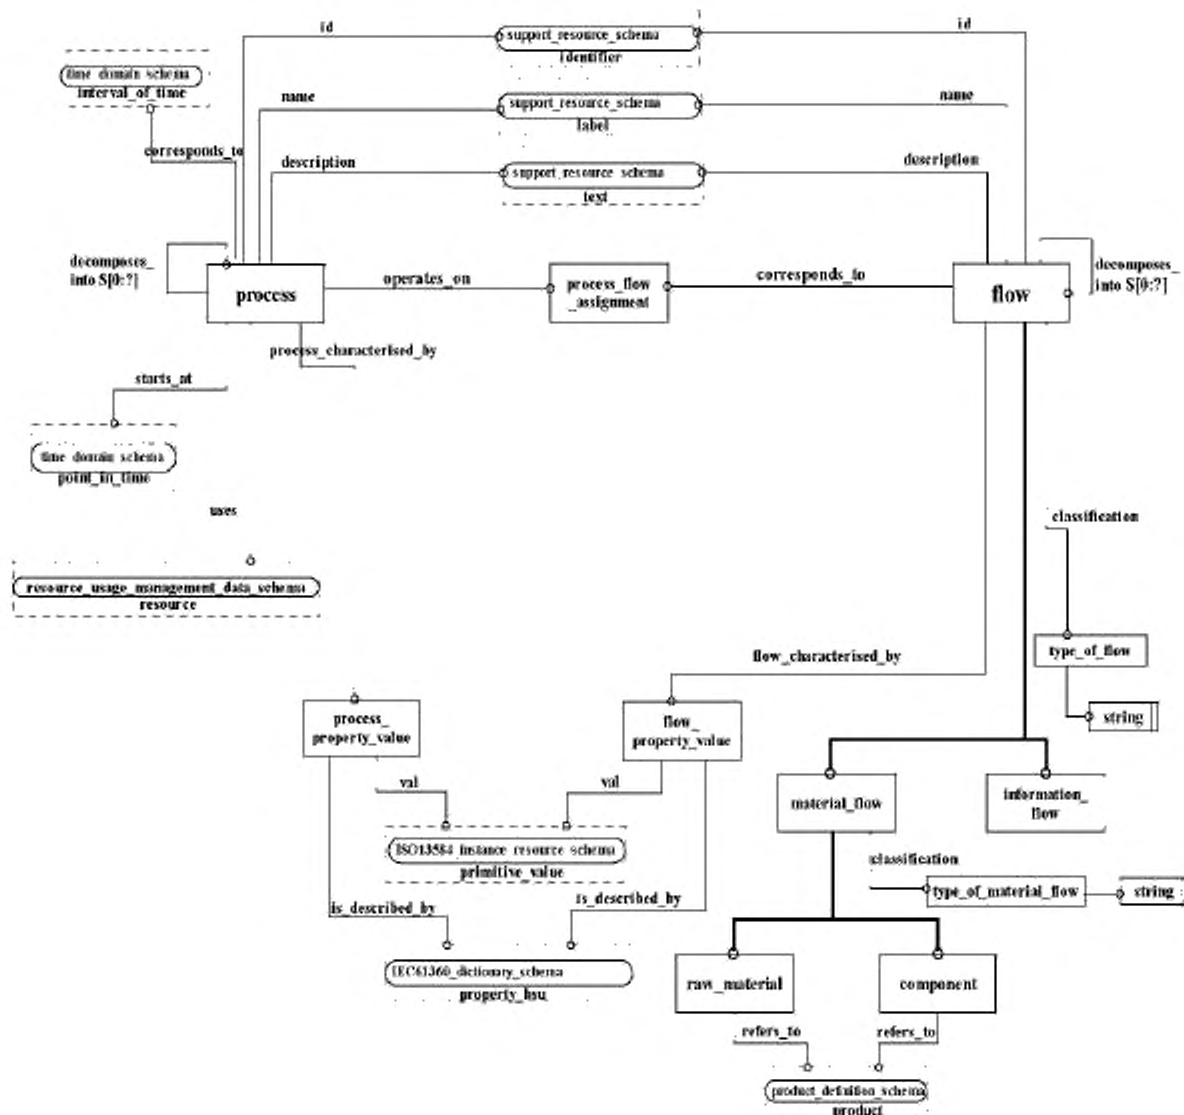 id
support_resource_schema
identifier
id
time_domain_schema
interval_of_time
name
support_resource_schema
label
name
corresponds_to
description
support_resource_schema
text
description
decomposes_
into S[0:?]
process
operates_on
process_flow
_assignment
corresponds_to
flow
decomposes_
into S[0:?]
process_characterised_by
starts_at
time_domain_schema
point_in_time
uses
classification
resource_usage_management_data_schema
resource
type_of_flow
flow_characterised_by
string
process_
property_value
flow_
property_value
val
val
material_flow
information_
flow
ISO13584_instance_resource_schema
primitive_value
classification
type_of_material_flow
string
is_described_by
is_described_by
IEC61360_dictionary_schema
property_bsu
raw_material
component
refers_to
refers_to
product_definition_schema
product